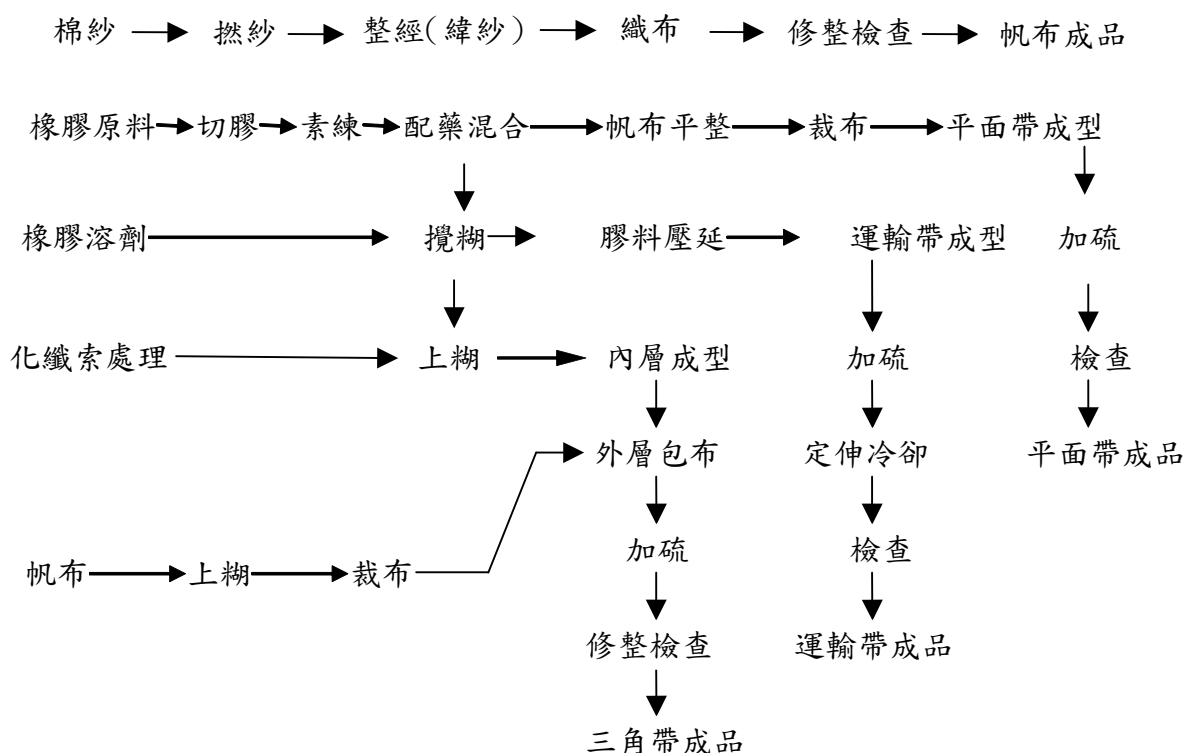 棉紗 撚紗 整經(緯紗) 織布 修整檢查 帆布成品
橡膠原料 切膠 素練 配藥混合 帆布平整 裁布 平面帶成型
橡膠溶劑 攪糊 膠料壓延 運輸帶成型 加硫
化纖索處理 上糊 內層成型 加硫 檢查
外層包布 定伸冷卻 平面帶成品
帆布 上糊 裁布 加硫 檢查
修整檢查 運輸帶成品
三角帶成品